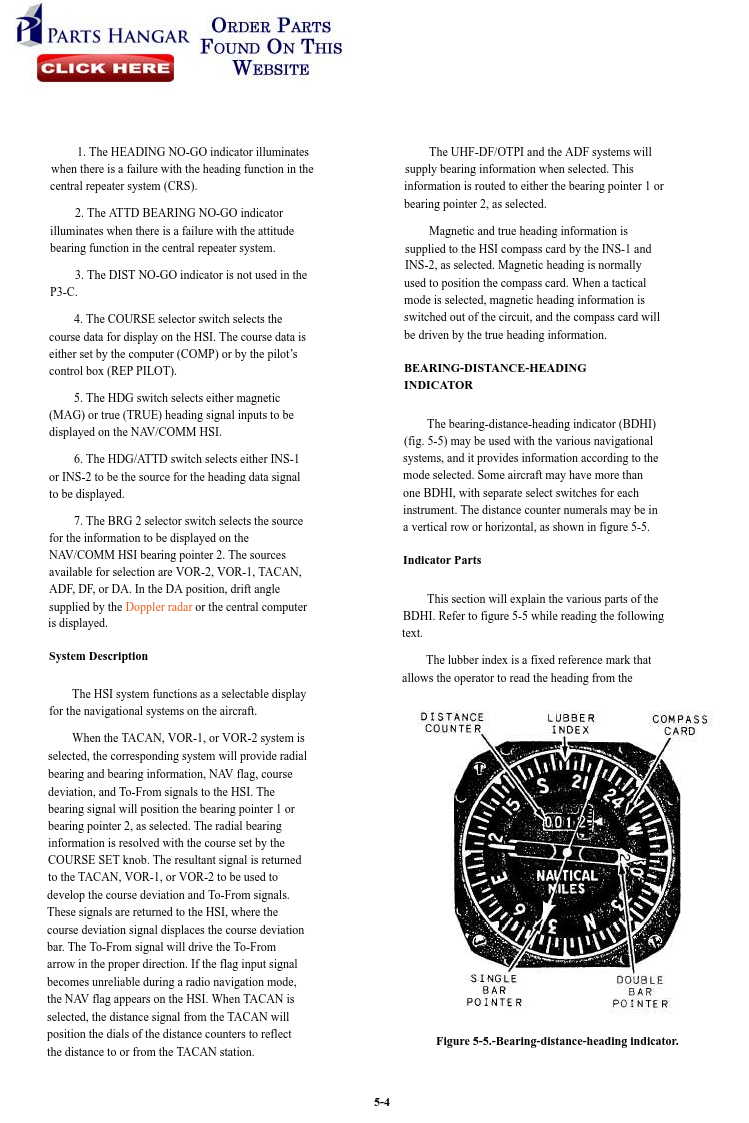 PARTS HANGAR
CLICK HERE
ORDER PARTS
FOUND ON THIS
WEBSITE
1. The HEADING NO-GO indicator illuminates
when there is a failure with the heading function in the
central repeater system (CRS).
2. The ATTD BEARING NO-GO indicator
illuminates when there is a failure with the attitude
bearing function in the central repeater system.
3. The DIST NO-GO indicator is not used in the
P3-C.
4. The COURSE selector switch selects the
course data for display on the HSI. The course data is
either set by the computer (COMP) or by the pilot's
control box (REP PILOT).
5. The HDG switch selects either magnetic
(MAG) or true (TRUE) heading signal inputs to be
displayed on the NAV/COMM HSI.
6. The HDG/ATTD switch selects either INS-1
or INS-2 to be the source for the heading data signal
to be displayed.
7. The BRG 2 selector switch selects the source
for the information to be displayed on the
NAV/COMM HSI bearing pointer 2. The sources
available for selection are VOR-2, VOR-1, TACAN,
ADF, DF, or DA. In the DA position, drift angle
supplied by the Doppler radar or the central computer
is displayed.
System Description
The HSI system functions as a selectable display
for the navigational systems on the aircraft.
When the TACAN, VOR-1, or VOR-2 system is
selected, the corresponding system will provide radial
bearing and bearing information, NAV flag, course
deviation, and To-From signals to the HSI. The
bearing signal will position the bearing pointer 1 or
bearing pointer 2, as selected. The radial bearing
information is resolved with the course set by the
COURSE SET knob. The resultant signal is returned
to the TACAN, VOR-1, or VOR-2 to be used to
develop the course deviation and To-From signals.
These signals are returned to the HSI, where the
course deviation signal displaces the course deviation
bar. The To-From signal will drive the To-From
arrow in the proper direction. If the flag input signal
becomes unreliable during a radio navigation mode,
the NAV flag appears on the HSI. When TACAN is
selected, the distance signal from the TACAN will
position the dials of the distance counters to reflect
the distance to or from the TACAN station.
The UHF-DF/OTPI and the ADF systems will
supply bearing information when selected. This
information is routed to either the bearing pointer 1 or
bearing pointer 2, as selected.
Magnetic and true heading information is
supplied to the HSI compass card by the INS-1 and
INS-2, as selected. Magnetic heading is normally
used to position the compass card. When a tactical
mode is selected, magnetic heading information is
switched out of the circuit, and the compass card will
be driven by the true heading information.
BEARING-DISTANCE-HEADING
INDICATOR
The bearing-distance-heading indicator (BDHI)
(fig. 5-5) may be used with the various navigational
systems, and it provides information according to the
mode selected. Some aircraft may have more than
one BDHI, with separate select switches for each
instrument. The distance counter numerals may be in
a vertical row or horizontal, as shown in figure 5-5.
Indicator Parts
This section will explain the various parts of the
BDHI. Refer to figure 5-5 while reading the following
text.
The lubber index is a fixed reference mark that
allows the operator to read the heading from the
DISTANCE
COUNTER
LUBBER
INDEX
COMPASS
CARD
S
21
24
15
W
0012
12
2
E
NAUTICAL
MILES
6
3
N
SINGLE
BAR
POINTER
DOUBLE
BAR
POINTER
Figure 5-5.-Bearing-distance-heading indicator.
5-4